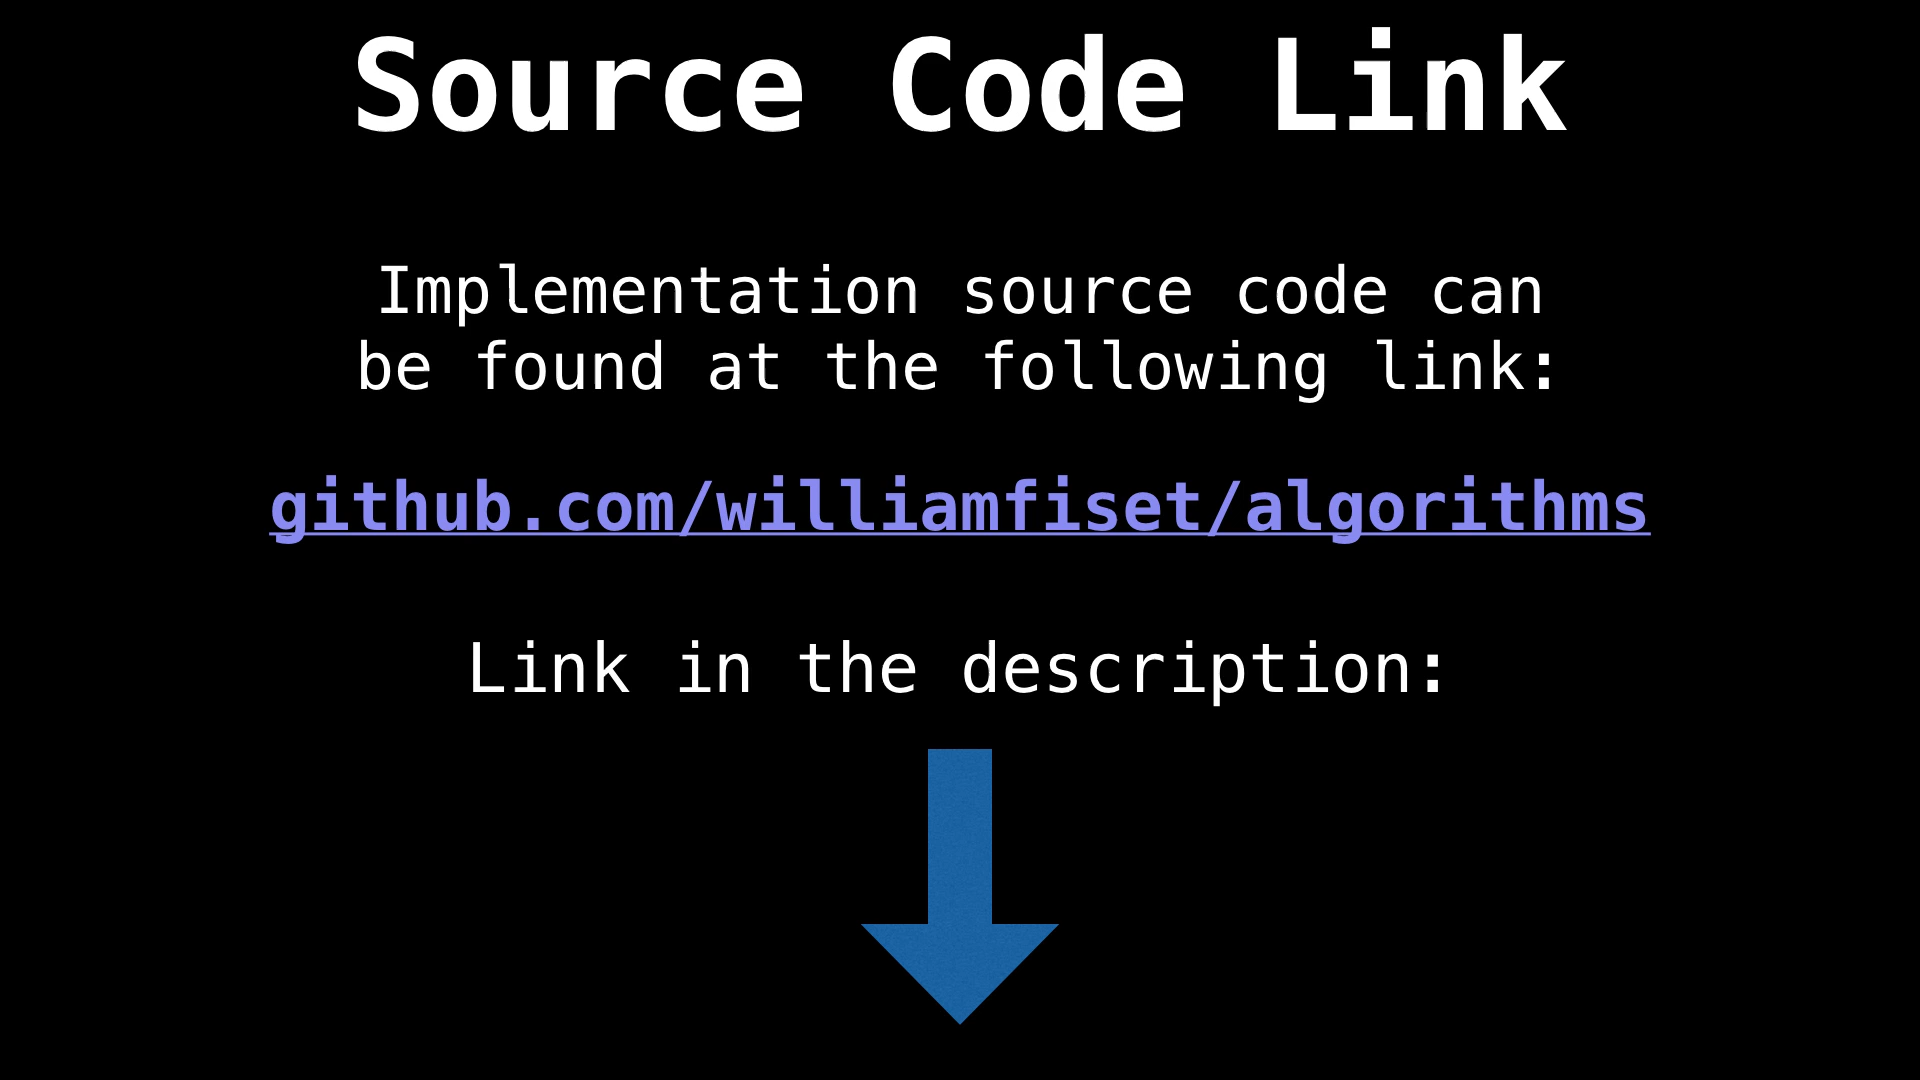 Source Code Link
Implementation source code can
be found at the following link:
github.com/williamfiset/algorithms
Link in the description: